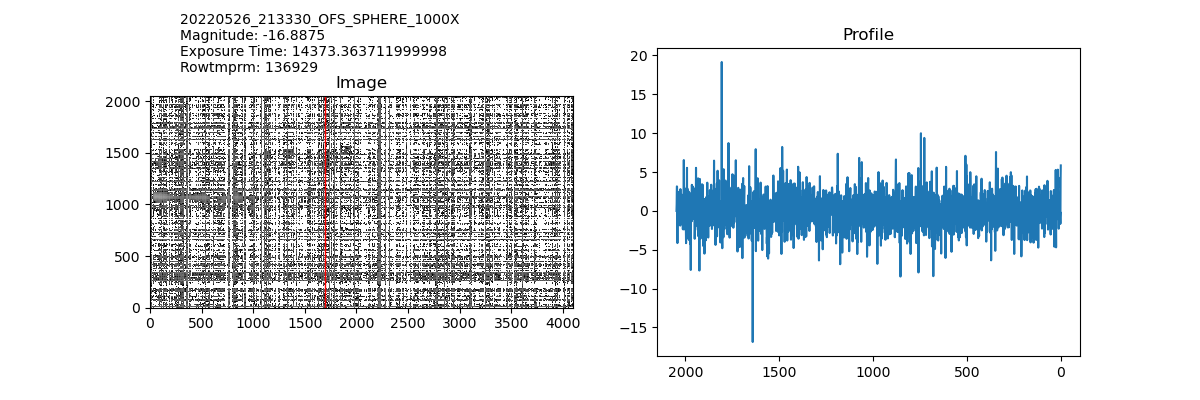 20220526_213330_OFS_SPHERE_1000X
Magnitude: -16.8875
Exposure Time: 14373.363711999998
Rowtmprm: 136929
Image
2000
1500
1000
500
0
0 500 1000 1500 2000 2500 3000 3500 4000
Profile
20
15
10
5
0
−5
−10
−15
2000 1500 1000 500 0